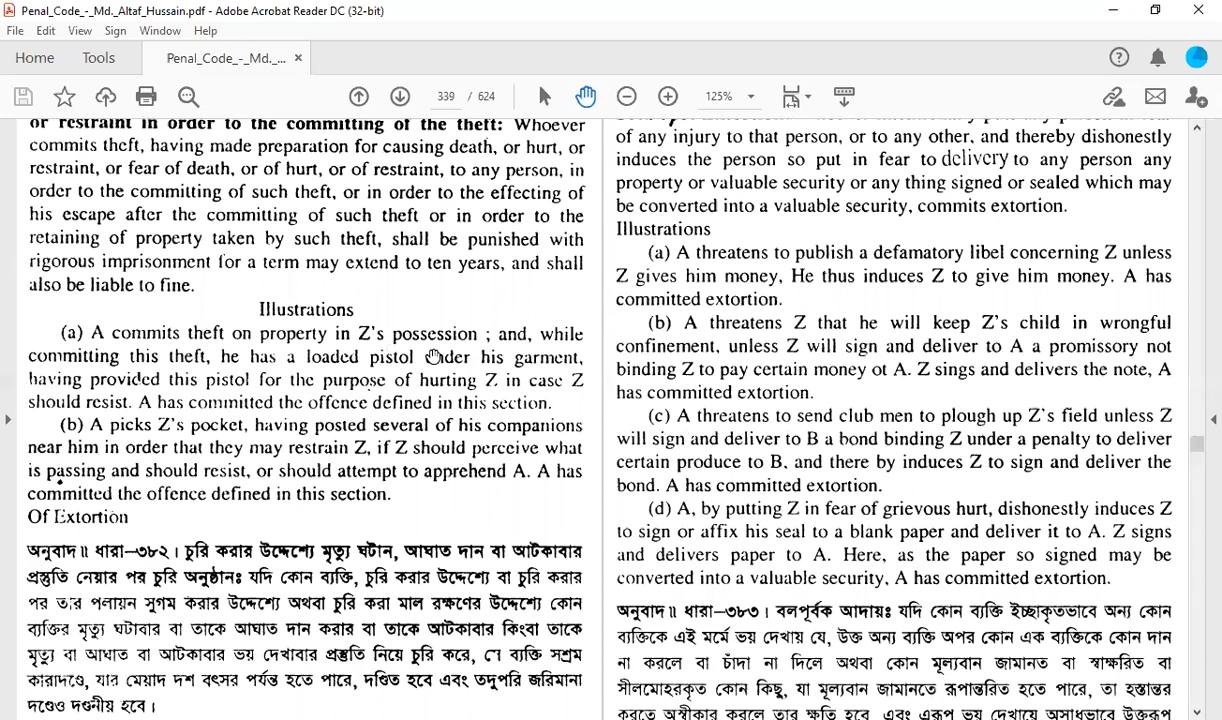 Penal_Code_-_Md._Altaf_Hussain.pdf - Adobe Acrobat Reader DC (32-bit)
File Edit View Sign Window Help
Home Tools Penal_Code_-_Md._... ×
339 / 624 125%
or restraint in order to the committing of the theft: Whoever
commits theft, having made preparation for causing death, or hurt, or
restraint, or fear of death, or of hurt, or of restraint, to any person, in
order to the committing of such theft, or in order to the effecting of
his escape after the committing of such theft or in order to the
retaining of property taken by such theft, shall be punished with
rigorous imprisonment for a term may extend to ten years, and shall
also be liable to fine.
Illustrations
(a) A commits theft on property in Z's possession ; and, while
committing this theft, he has a loaded pistol under his garment,
having provided this pistol for the purpose of hurting Z in case Z
should resist. A has committed the offence defined in this section.
(b) A picks Z's pocket, having posted several of his companions
near him in order that they may restrain Z, if Z should perceive what
is passing and should resist, or should attempt to apprehend A. A has
committed the offence defined in this section.
Of Extortion
অনুবাদ॥ ধারা-৩৮২। চুরি করার উদ্দেশ্যে মৃত্যু ঘটান, আঘাত দান বা আটকাবার
প্রস্তুতি নেয়ার পর চুরি অনুষ্ঠানঃ যদি কোন ব্যক্তি, চুরি করার উদ্দেশ্যে বা চুরি করার
পর তার পলায়ন সুগম করার উদ্দেশ্যে অথবা চুরি করা মাল রক্ষণের উদ্দেশ্যে কোন
ব্যক্তির মৃত্যু ঘটাবার বা তাকে আঘাত দান করার বা তাকে আটকাবার কিংবা তাকে
মৃত্যু বা আঘাত বা আটকাবার ভয় দেখাবার প্রস্তুতি নিয়ে চুরি করে, সে ব্যক্তি সশ্রম
কারাদণ্ডে, যার মেয়াদ দশ বৎসর পর্যন্ত হতে পারে, দণ্ডিত হবে এবং তদুপরি জরিমানা
দণ্ডেও দণ্ডনীয় হবে।
of any injury to that person, or to any other, and thereby dishonestly
induces the person so put in fear to delivery to any person any
property or valuable security or any thing signed or sealed which may
be converted into a valuable security, commits extortion.
Illustrations
(a) A threatens to publish a defamatory libel concerning Z unless
Z gives him money, He thus induces Z to give him money. A has
committed extortion.
(b) A threatens Z that he will keep Z's child in wrongful
confinement, unless Z will sign and deliver to A a promissory not
binding Z to pay certain money ot A. Z sings and delivers the note, A
has committed extortion.
(c) A threatens to send club men to plough up Z's field unless Z
will sign and deliver to B a bond binding Z under a penalty to deliver
certain produce to B, and there by induces Z to sign and deliver the
bond. A has committed extortion.
(d) A, by putting Z in fear of grievous hurt, dishonestly induces Z
to sign or affix his seal to a blank paper and deliver it to A. Z signs
and delivers paper to A. Here, as the paper so signed may be
converted into a valuable security, A has committed extortion.
অনুবাদ॥ ধারা-৩৮৩। বলপূর্বক আদায়ঃ যদি কোন ব্যক্তি ইচ্ছাকৃতভাবে অন্য কোন
ব্যক্তিকে এই মর্মে ভয় দেখায় যে, উক্ত অন্য ব্যক্তি অপর কোন এক ব্যক্তিকে কোন দান
না করলে বা চাঁদা না দিলে অথবা কোন মূল্যবান জামানত বা স্বাক্ষরিত বা
সীলমোহরকৃত কোন কিছু, যা মূল্যবান জামানতে রূপান্তরিত হতে পারে, তা হস্তান্তর
করতে অস্বীকার করলে তার ক্ষতি হবে এবং এরূপ ভয় দেখায়ে অসাধভাবে উক্তরূপ